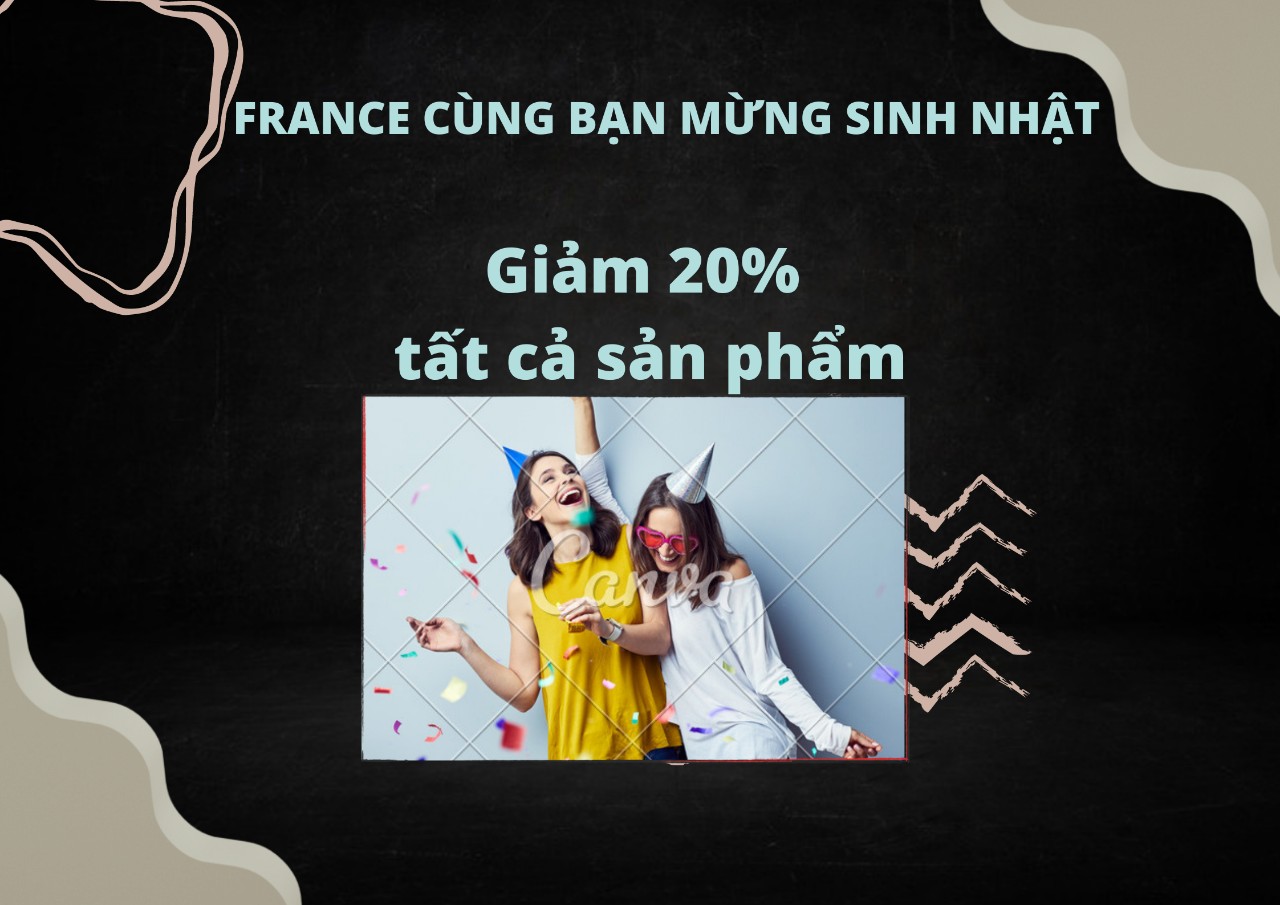 FRANCE CÙNG BẠN MỪNG SINH NHẬT
Giảm 20%
tất cả sản phẩm
Canva